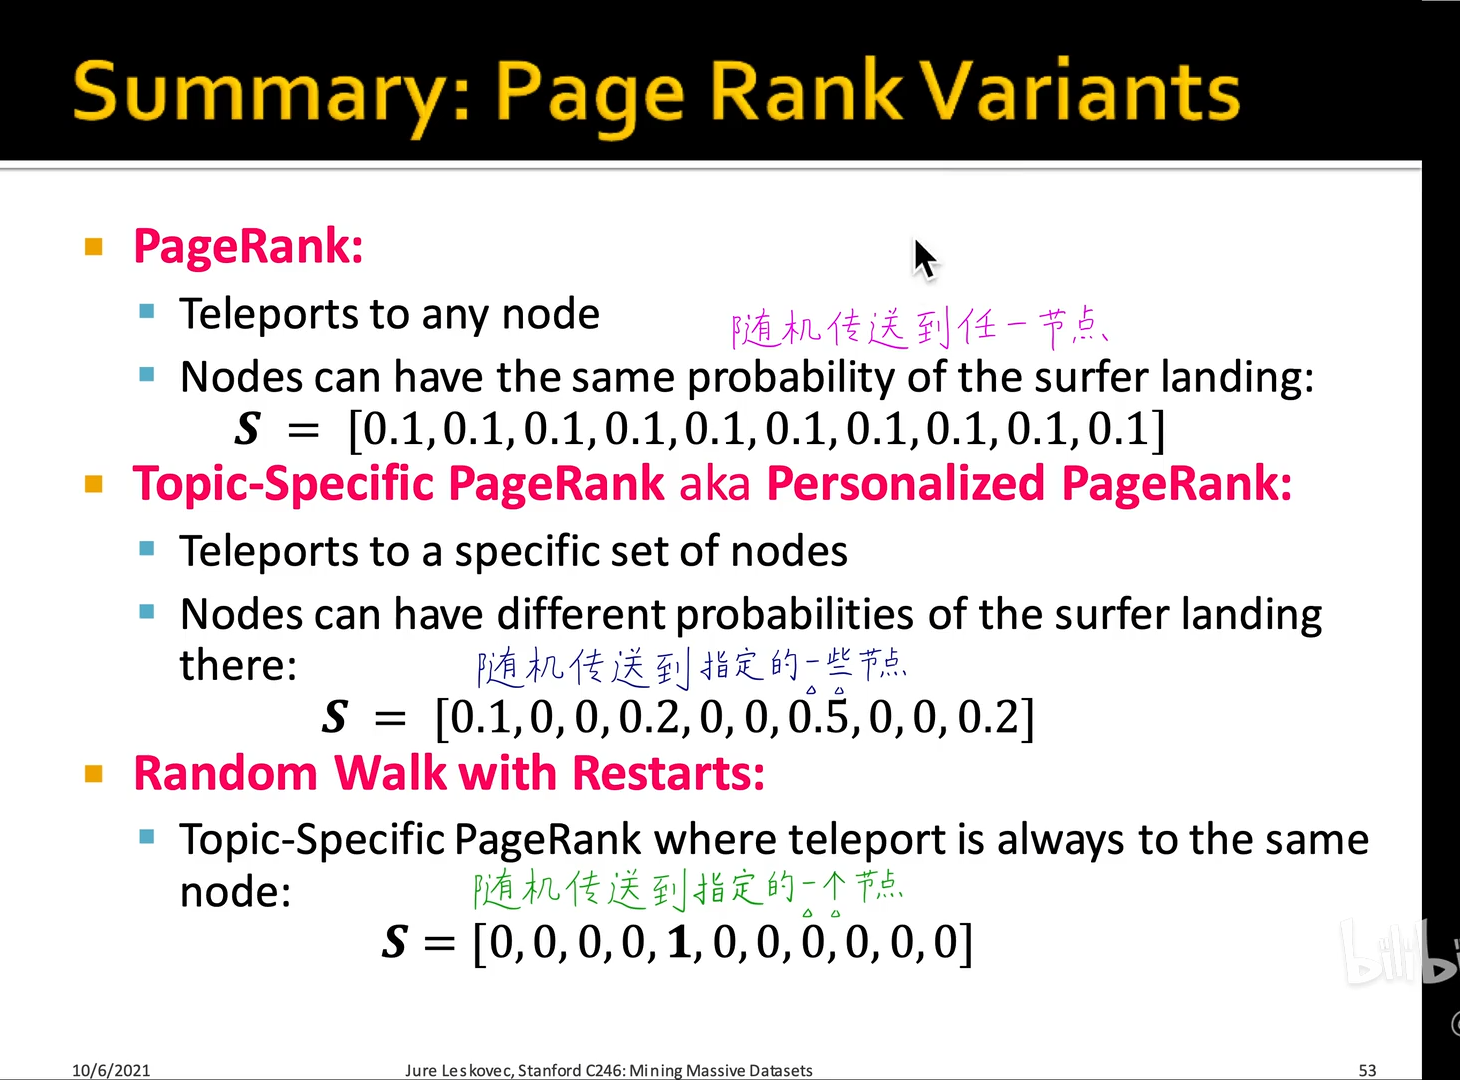 Summary: Page Rank Variants
PageRank:
Teleports to any node
随机传送到任一节点
Nodes can have the same probability of the surfer landing:
S = [0.1, 0.1, 0.1, 0.1, 0.1, 0.1, 0.1, 0.1, 0.1, 0.1]
Topic-Specific PageRank aka Personalized PageRank:
Teleports to a specific set of nodes
Nodes can have different probabilities of the surfer landing
there:
随机传送到指定的一些节点
S = [0.1, 0, 0, 0.2, 0, 0, 0.5, 0, 0, 0.2]
Random Walk with Restarts:
Topic-Specific PageRank where teleport is always to the same
node:
随机传送到指定的一个节点
S = [0, 0, 0, 0, 1, 0, 0, 0, 0, 0, 0]
10/6/2021
Jure Leskovec, Stanford C246: Mining Massive Datasets
53